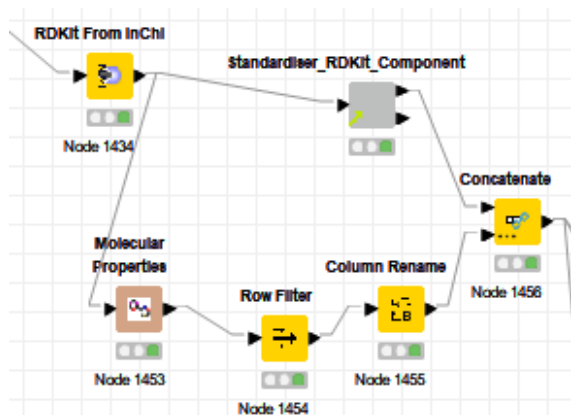 RDKit From InChI
Node 1434
Standardiser_RDKit_Component
Concatenate
Node 1456
Molecular
Properties
Node 1453
Row Filter
Node 1454
Column Rename
Node 1455